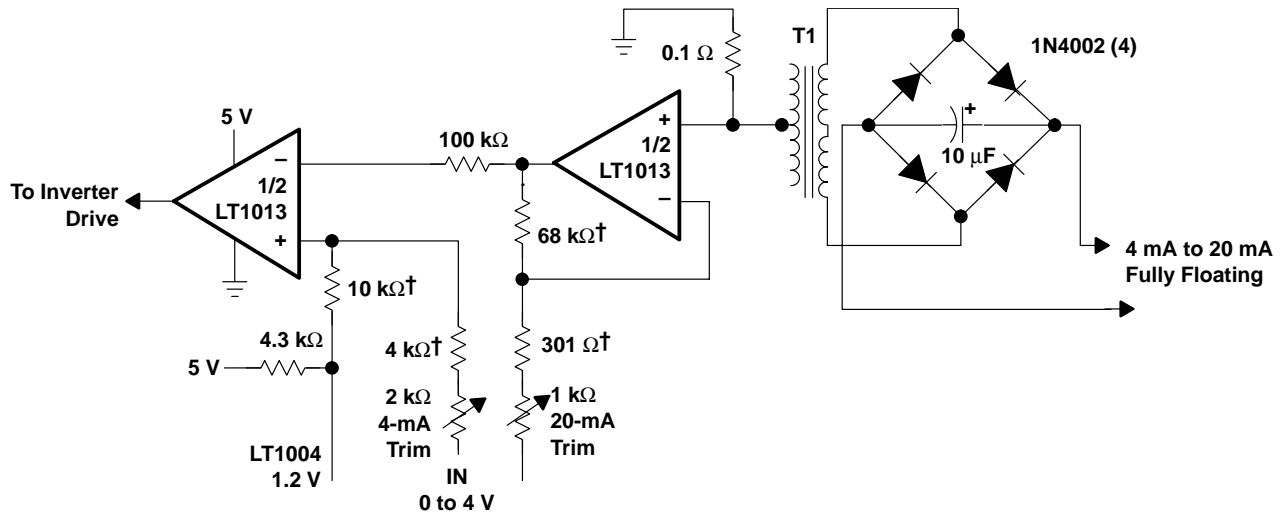 T1
0.1 Ω
1N4002 (4)
5 V
100 kΩ
+
1/2
LT1013
−
10 µF
+
−
1/2
LT1013
+
To Inverter
Drive
68 kΩ†
4 mA to 20 mA
Fully Floating
10 kΩ†
4.3 kΩ
4 kΩ†
301 Ω†
5 V
2 kΩ
4-mA
Trim
1 kΩ
20-mA
Trim
LT1004
1.2 V
IN
0 to 4 V